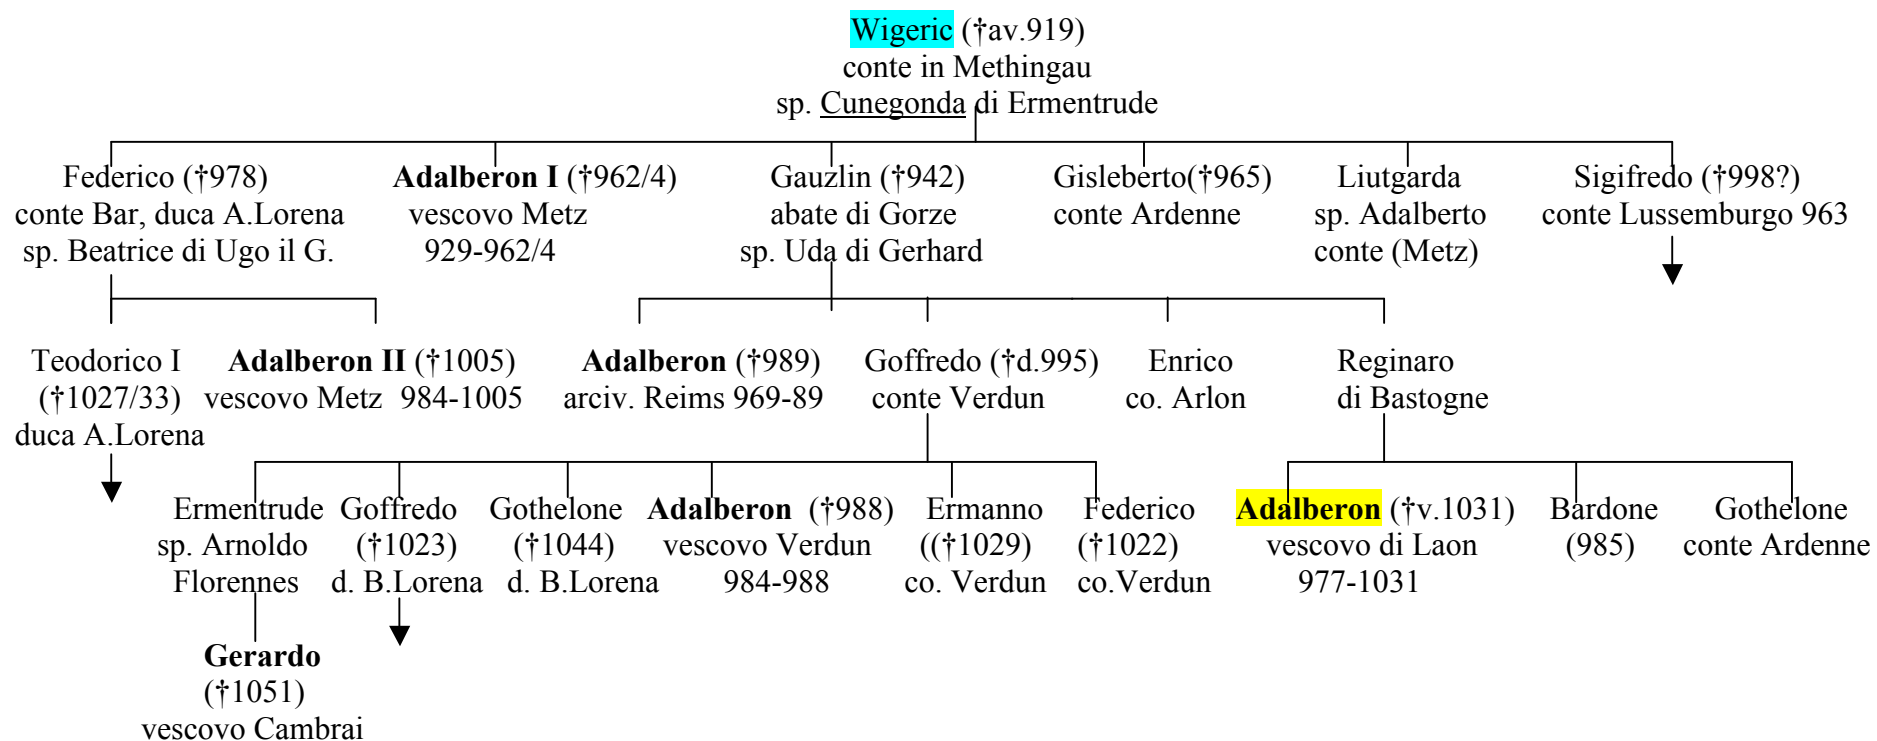 Wigeric (†av.919)
conte in Methingau
sp. Cunegonda di Ermentrude
Federico (†978)
conte Bar, duca A.Lorena
sp. Beatrice di Ugo il G.
Adalberon I (†962/4)
vescovo Metz
929-962/4
Gauzlin (†942)
abate di Gorze
sp. Uda di Gerhard
Gisleberto(†965)
conte Ardenne
Liutgarda
sp. Adalberto
conte (Metz)
Sigifredo (†998?)
conte Lussemburgo 963
Teodorico I
(†1027/33)
duca A.Lorena
Adalberon II (†1005)
vescovo Metz 984-1005
Adalberon (†989)
arciv. Reims 969-89
Goffredo (†d.995)
conte Verdun
Enrico
co. Arlon
Reginaro
di Bastogne
Ermentrude
sp. Arnoldo
Florennes
Goffredo
(†1023)
d. B.Lorena
Gothelone
(†1044)
d. B.Lorena
Adalberon (†988)
vescovo Verdun
984-988
Ermanno
((†1029)
co. Verdun
Federico
(†1022)
co.Verdun
Adalberon (†v.1031)
vescovo di Laon
977-1031
Bardone
(985)
Gothelone
conte Ardenne
Gerardo
(†1051)
vescovo Cambrai